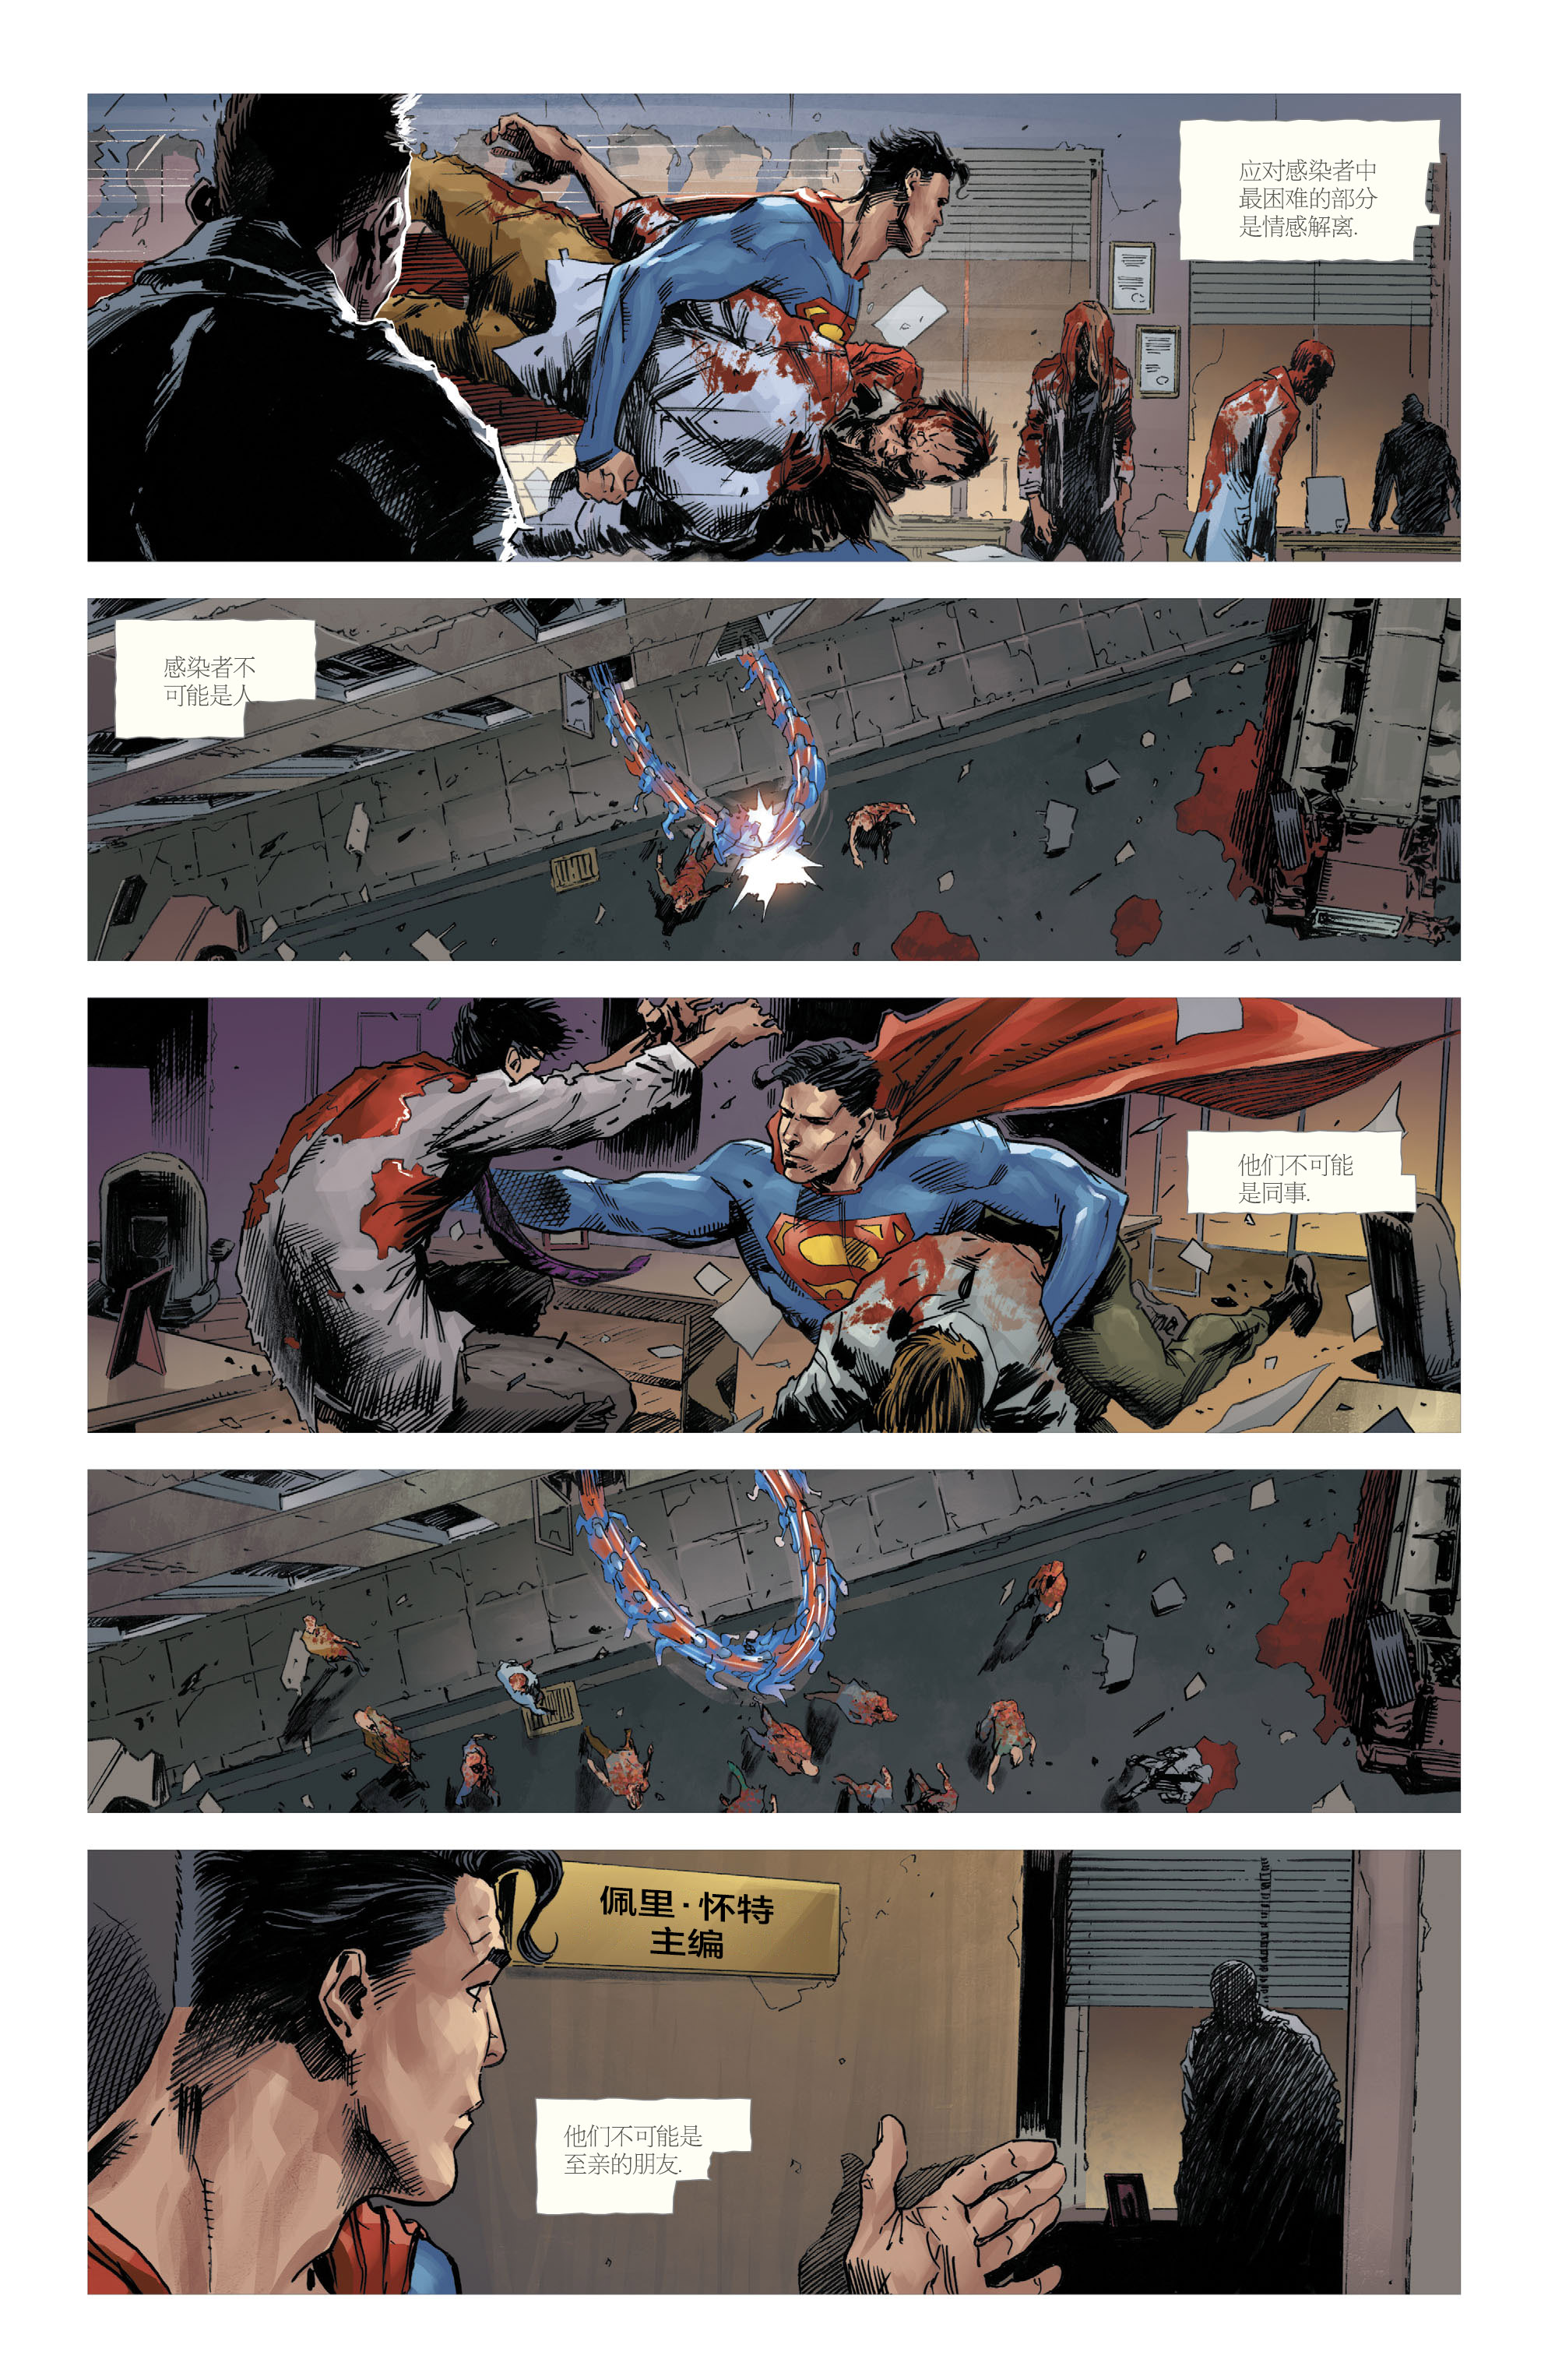 应对感染者中
最困难的部分
是情感解离.
感染者不
可能是人
他们不可能
是同事.
佩里·怀特
主编
他们不可能是
至亲的朋友.